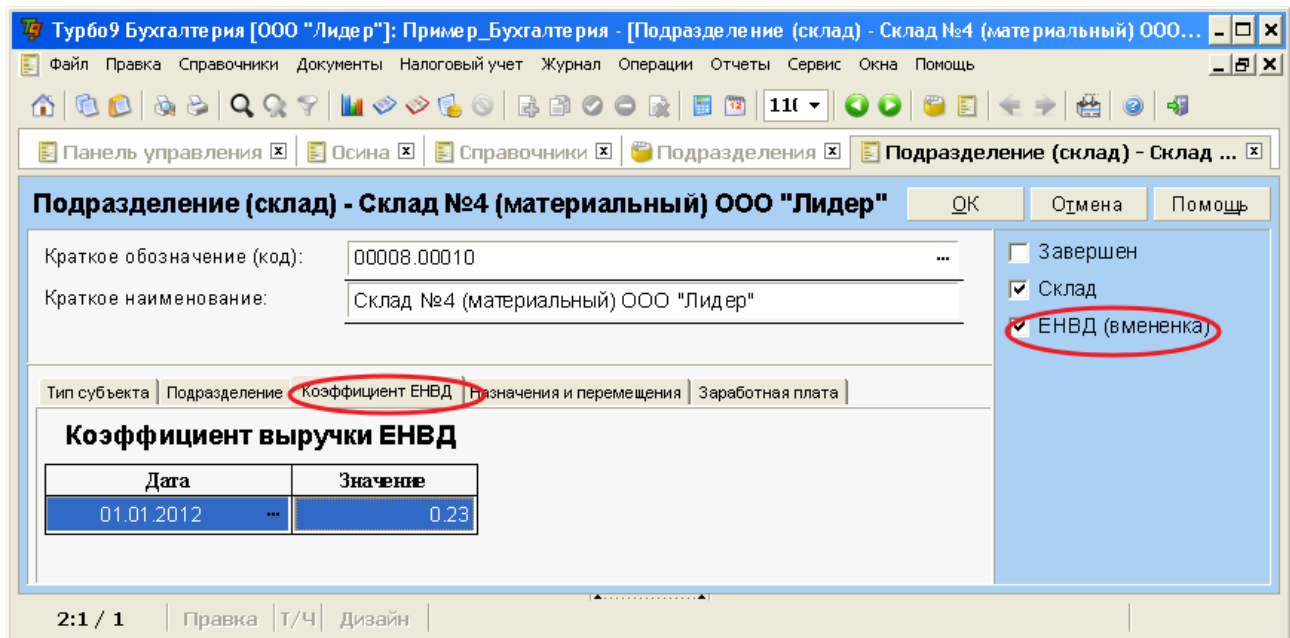 Турбо9 Бухгалтерия [ООО "Лидер"]: Пример_Бухгалтерия - [Подразделение (склад) - Склад №4 (материальный) ООО...
Файл Правка Справочники Документы Налоговый учет Журнал Операции Отчеты Сервис Окна Помощь
11(
Панель управления Осина Справочники Подразделения Подразделение (склад) - Склад ...
Подразделение (склад) - Склад №4 (материальный) ООО "Лидер" ОК Отмена Помощь
Краткое обозначение (код): 00008.00010 ... Завершен
Краткое наименование: Склад №4 (материальный) ООО "Лидер" Склад
ЕНВД (вмененка)
Тип субъекта Подразделение Коэффициент ЕНВД Назначения и перемещения Заработная плата
Коэффициент выручки ЕНВД
Дата Значение
01.01.2012 ... 0.23
2:1 / 1 Правка Т/Ч Дизайн